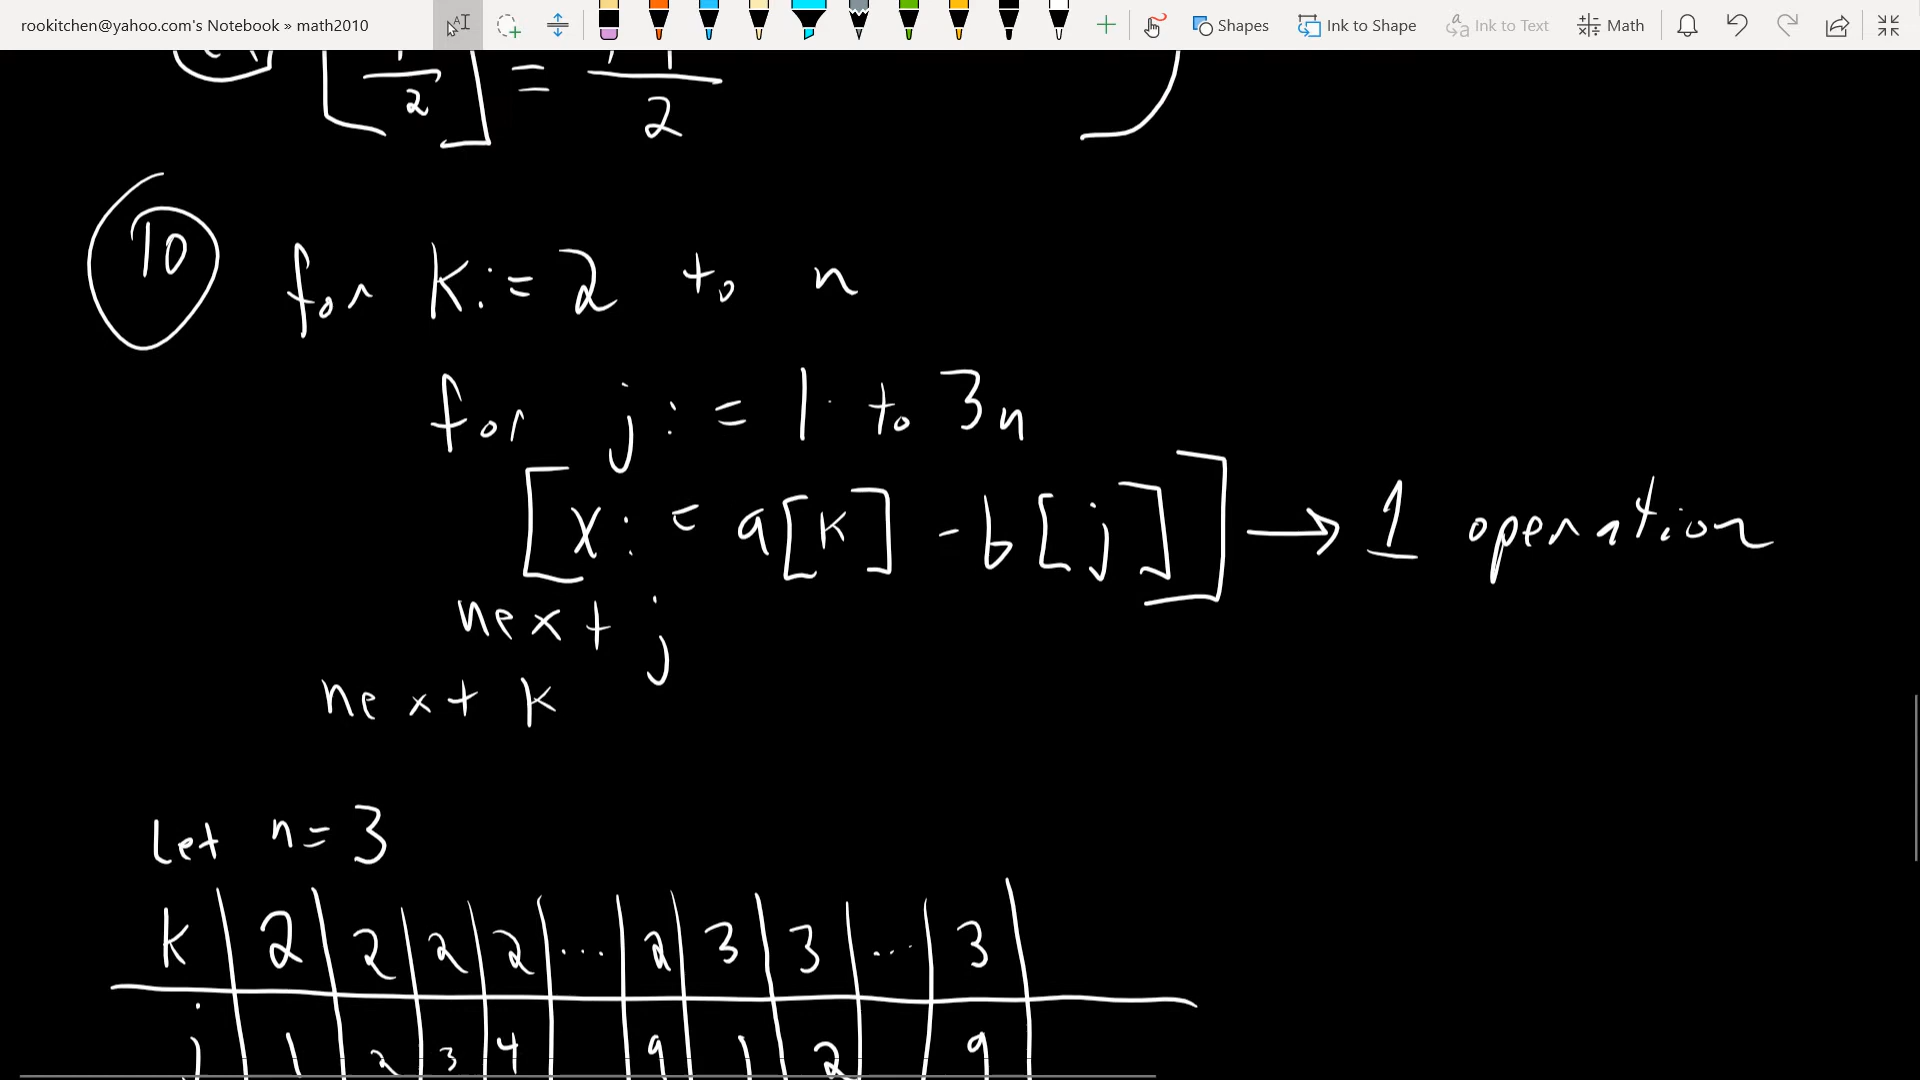 rookitchen@yahoo.com's Notebook » math2010
Shapes
Ink to Shape
Ink to Text
Math
2 ] =
2
10
for k := 2 to n
for j := 1 to 3n
[x := a[k] - b[j]] → 1 operation
next j
next k
Let n = 3
k | 2 | 2 | 2 | 2 | ... | 2 | 3 | 3 | ... | 3 |
j | 1 | 2 | 3 | 4 | | 9 | 1 | 2 | | 9 |